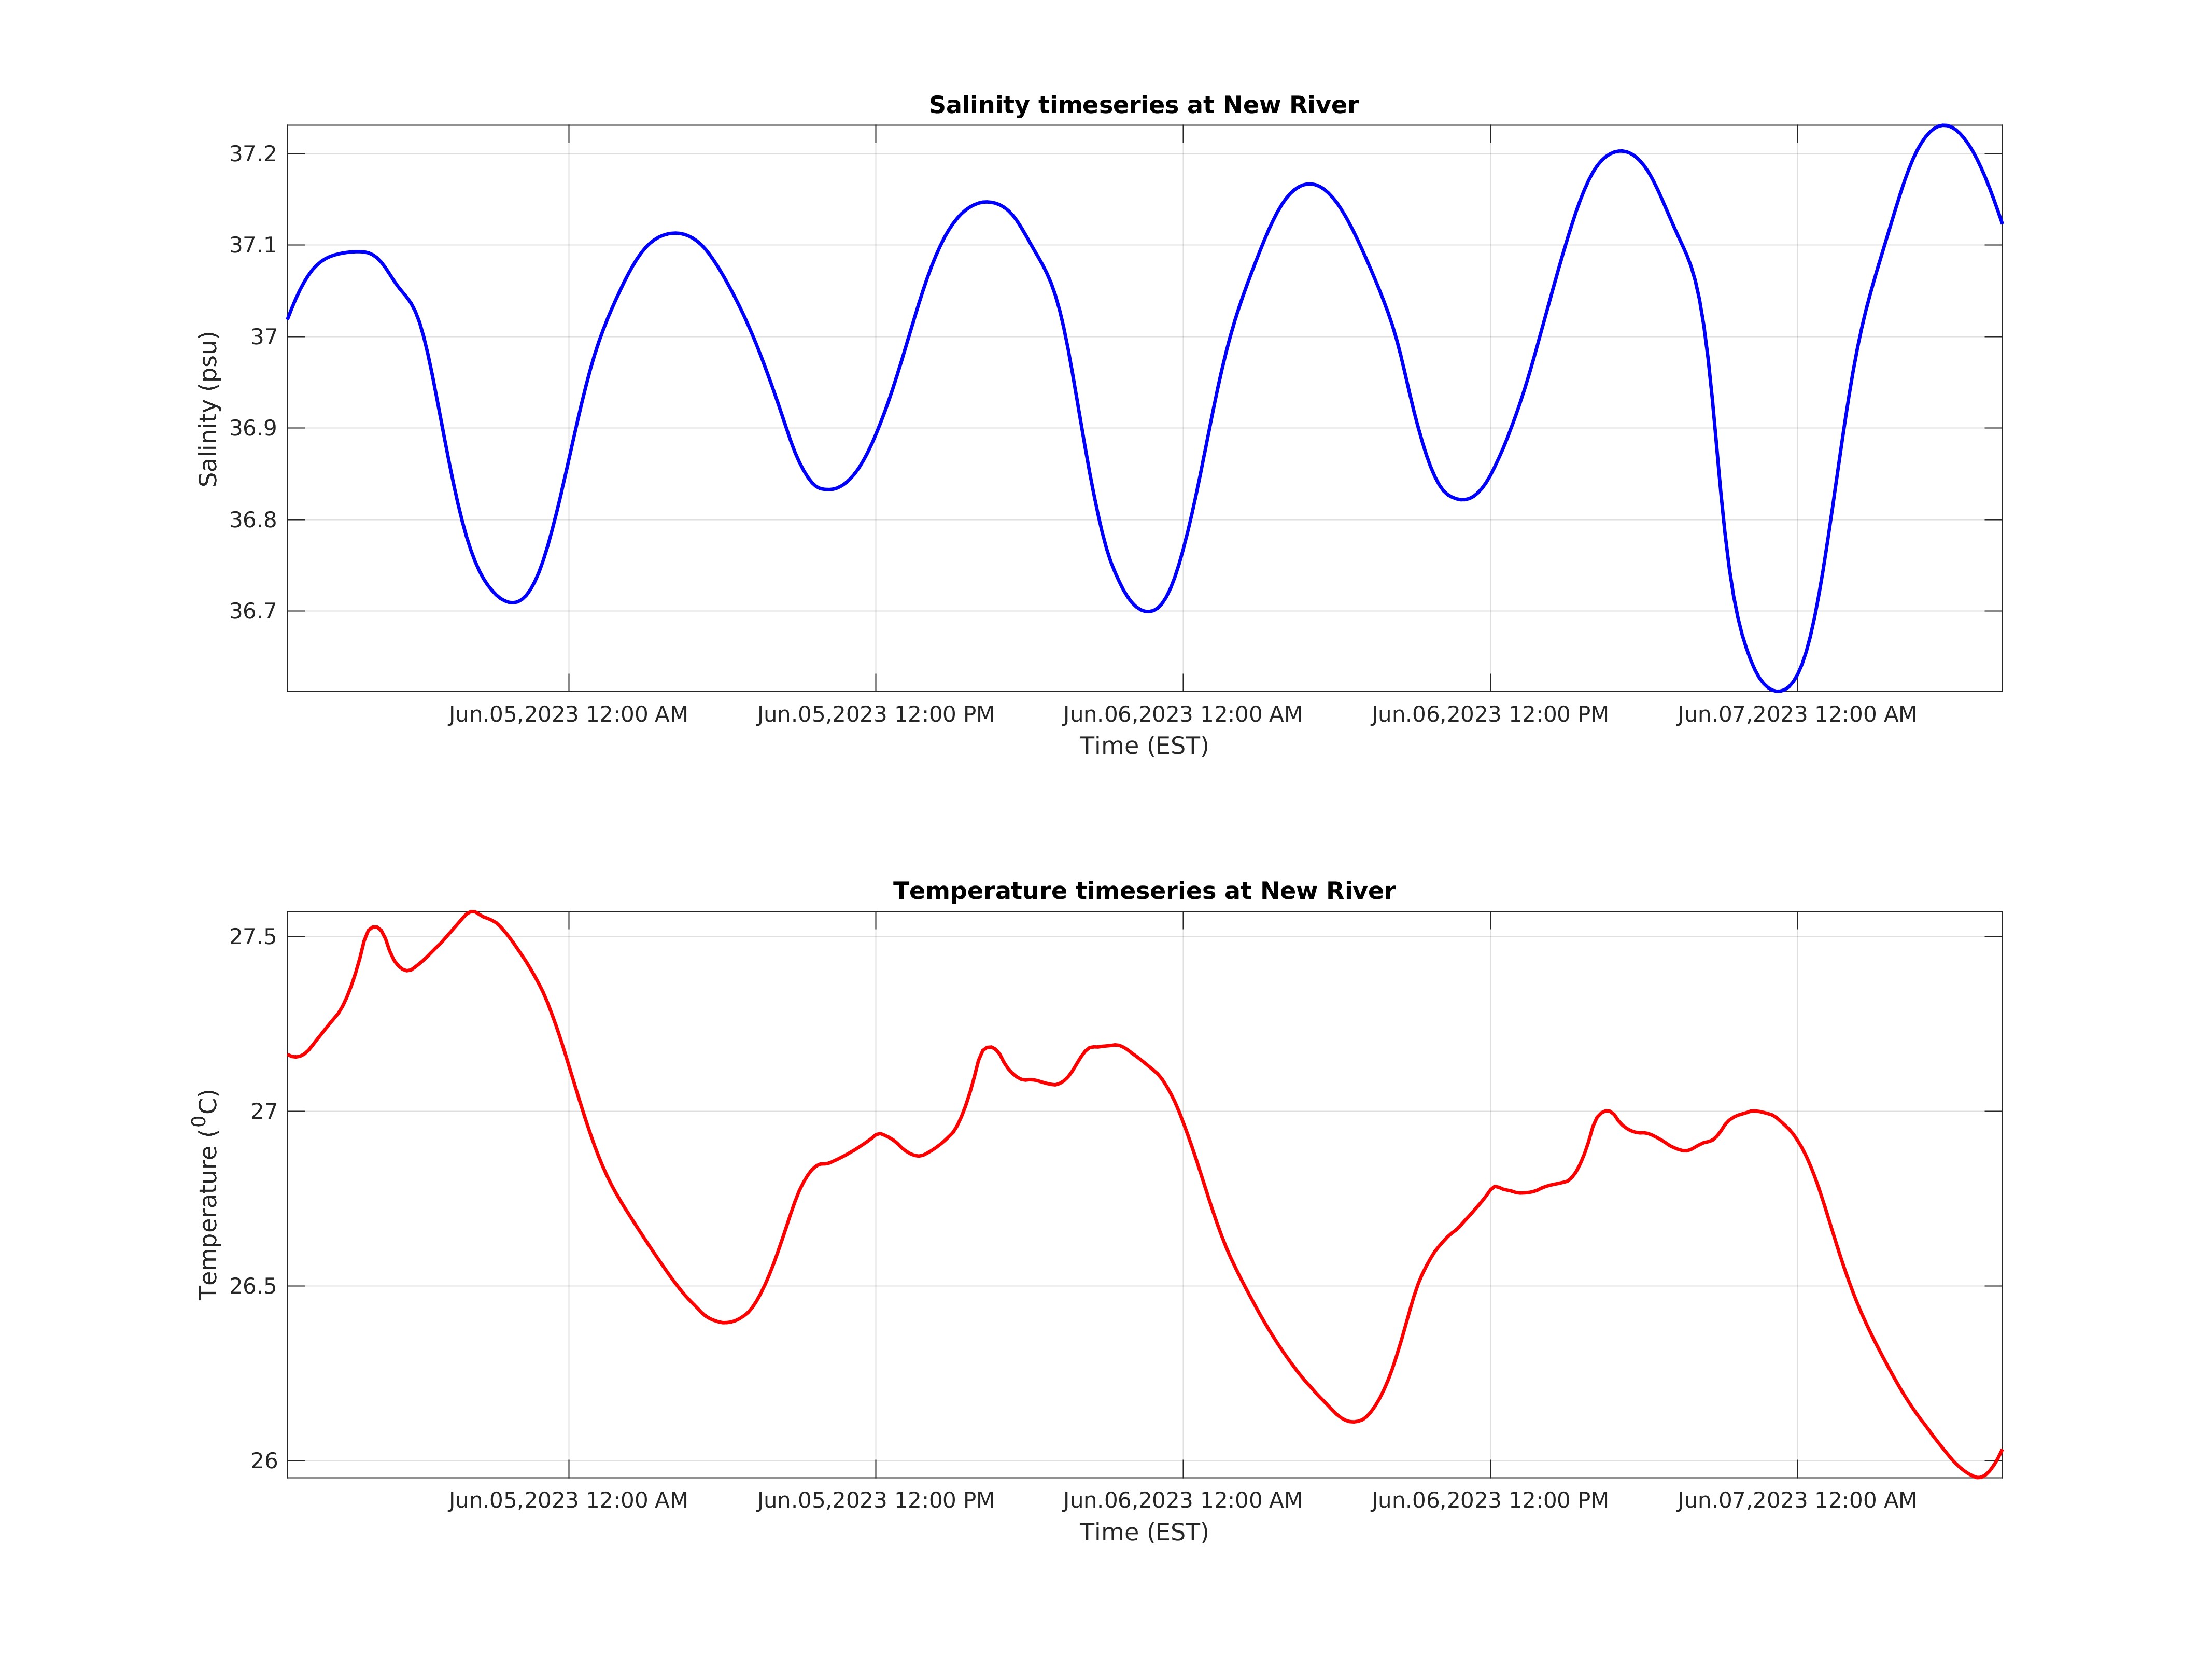 Salinity timeseries at New River
37.2
37.1
37
36.9
36.8
36.7
Salinity (psu)
Jun.05,2023 12:00 AM Jun.05,2023 12:00 PM Jun.06,2023 12:00 AM Jun.06,2023 12:00 PM Jun.07,2023 12:00 AM
Time (EST)
Temperature timeseries at New River
27.5
27
26.5
26
Temperature (⁰C)
Jun.05,2023 12:00 AM Jun.05,2023 12:00 PM Jun.06,2023 12:00 AM Jun.06,2023 12:00 PM Jun.07,2023 12:00 AM
Time (EST)